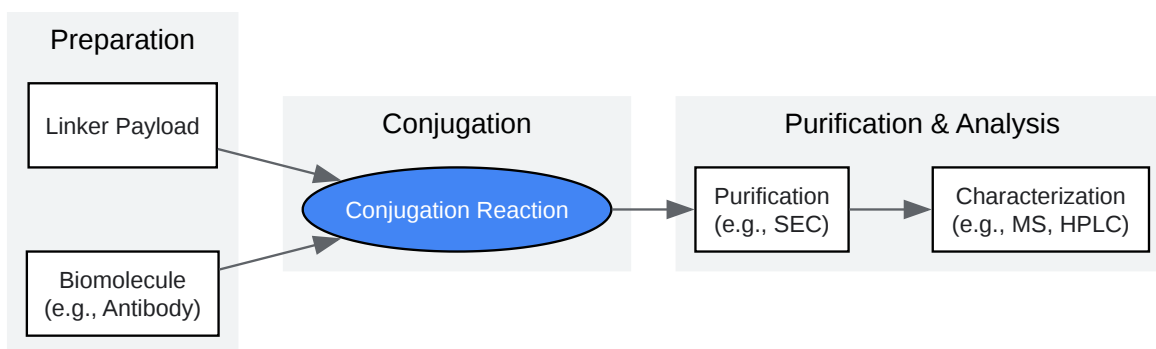 Preparation
Linker Payload
Biomolecule
(e.g., Antibody)
Conjugation
Conjugation Reaction
Purification & Analysis
Purification
(e.g., SEC)
Characterization
(e.g., MS, HPLC)